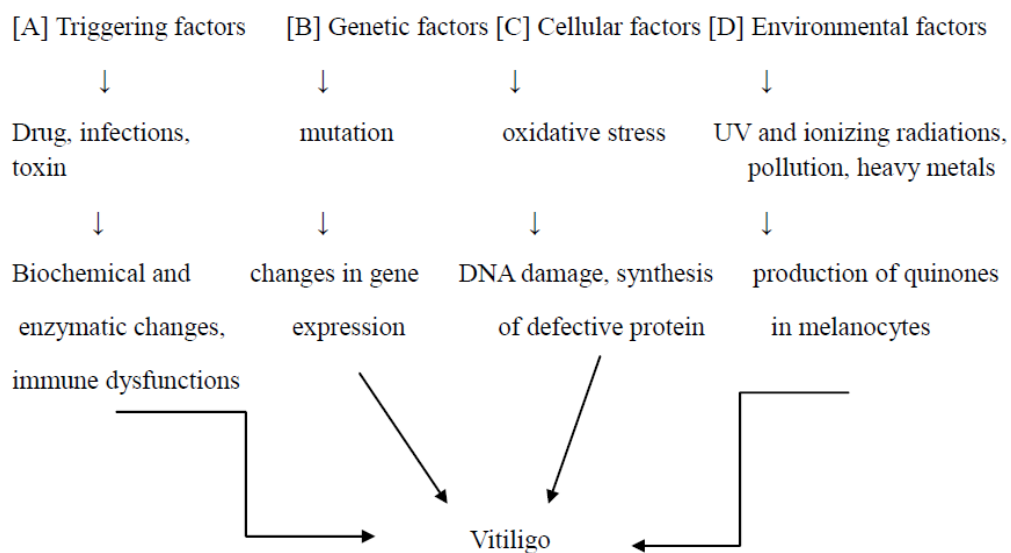 [A] Triggering factors [B] Genetic factors [C] Cellular factors [D] Environmental factors
↓ ↓ ↓ ↓
Drug, infections, mutation oxidative stress UV and ionizing radiations,
toxin pollution, heavy metals
↓ ↓ ↓ ↓
Biochemical and changes in gene DNA damage, synthesis production of quinones
enzymatic changes, expression of defective protein in melanocytes
immune dysfunctions
Vitiligo